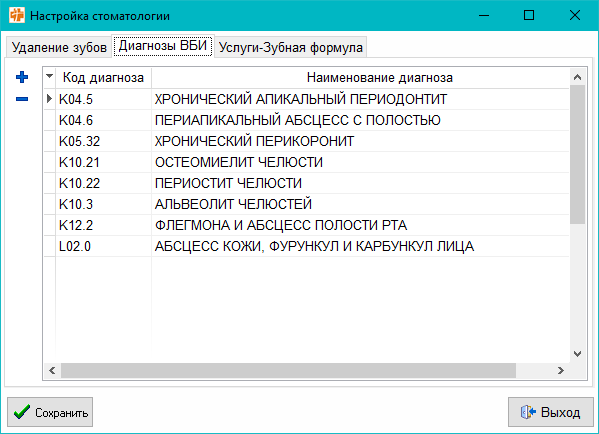 Настройка стоматологии
Удаление зубов Диагнозы ВБИ Услуги-Зубная формула
Код диагноза Наименование диагноза
K04.5 ХРОНИЧЕСКИЙ АПИКАЛЬНЫЙ ПЕРИОДОНТИТ
K04.6 ПЕРИАПИКАЛЬНЫЙ АБСЦЕСС С ПОЛОСТЬЮ
K05.32 ХРОНИЧЕСКИЙ ПЕРИКОРОНИТ
K10.21 ОСТЕОМИЕЛИТ ЧЕЛЮСТИ
K10.22 ПЕРИОСТИТ ЧЕЛЮСТИ
K10.3 АЛЬВЕОЛИТ ЧЕЛЮСТЕЙ
K12.2 ФЛЕГМОНА И АБСЦЕСС ПОЛОСТИ РТА
L02.0 АБСЦЕСС КОЖИ, ФУРУНКУЛ И КАРБУНКУЛ ЛИЦА
Сохранить Выход